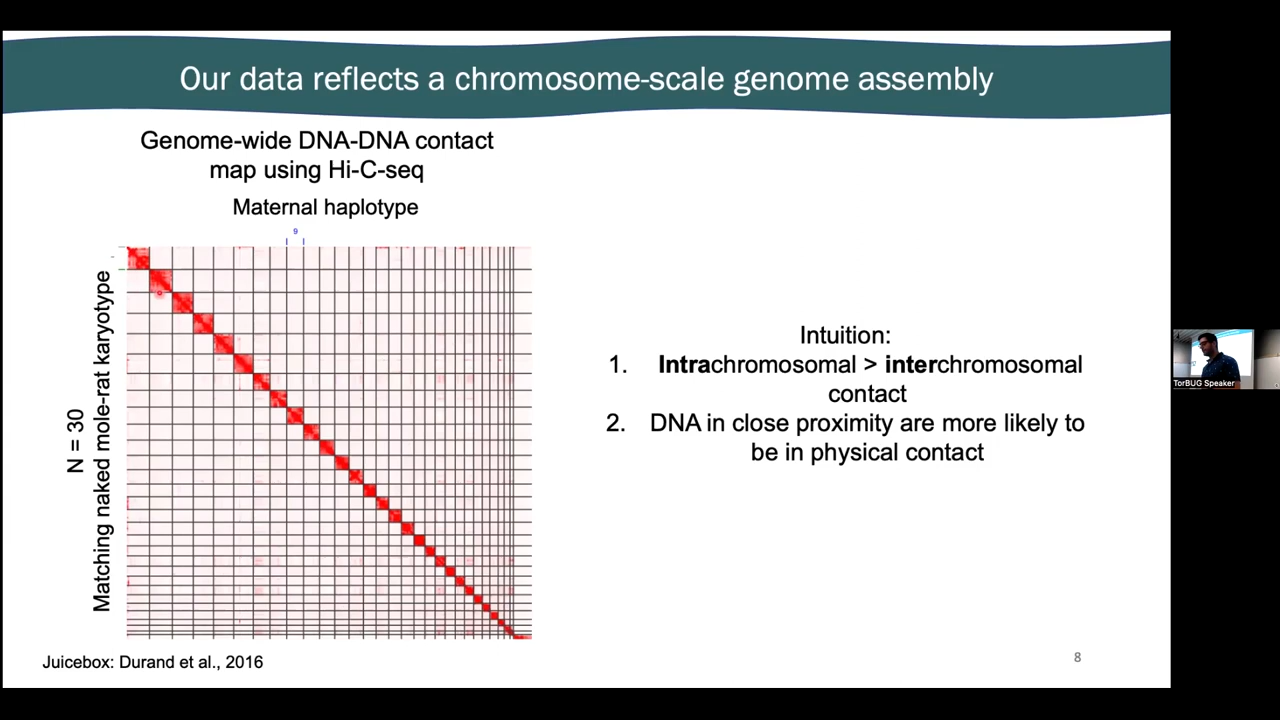 Our data reflects a chromosome-scale genome assembly
Genome-wide DNA-DNA contact
map using Hi-C-seq
Maternal haplotype
9
N = 30
Matching naked mole-rat karyotype
Intuition:
1. Intrachromosomal > interchromosomal
contact
2. DNA in close proximity are more likely to
be in physical contact
Juicebox: Durand et al., 2016
8
TorBUG Speaker